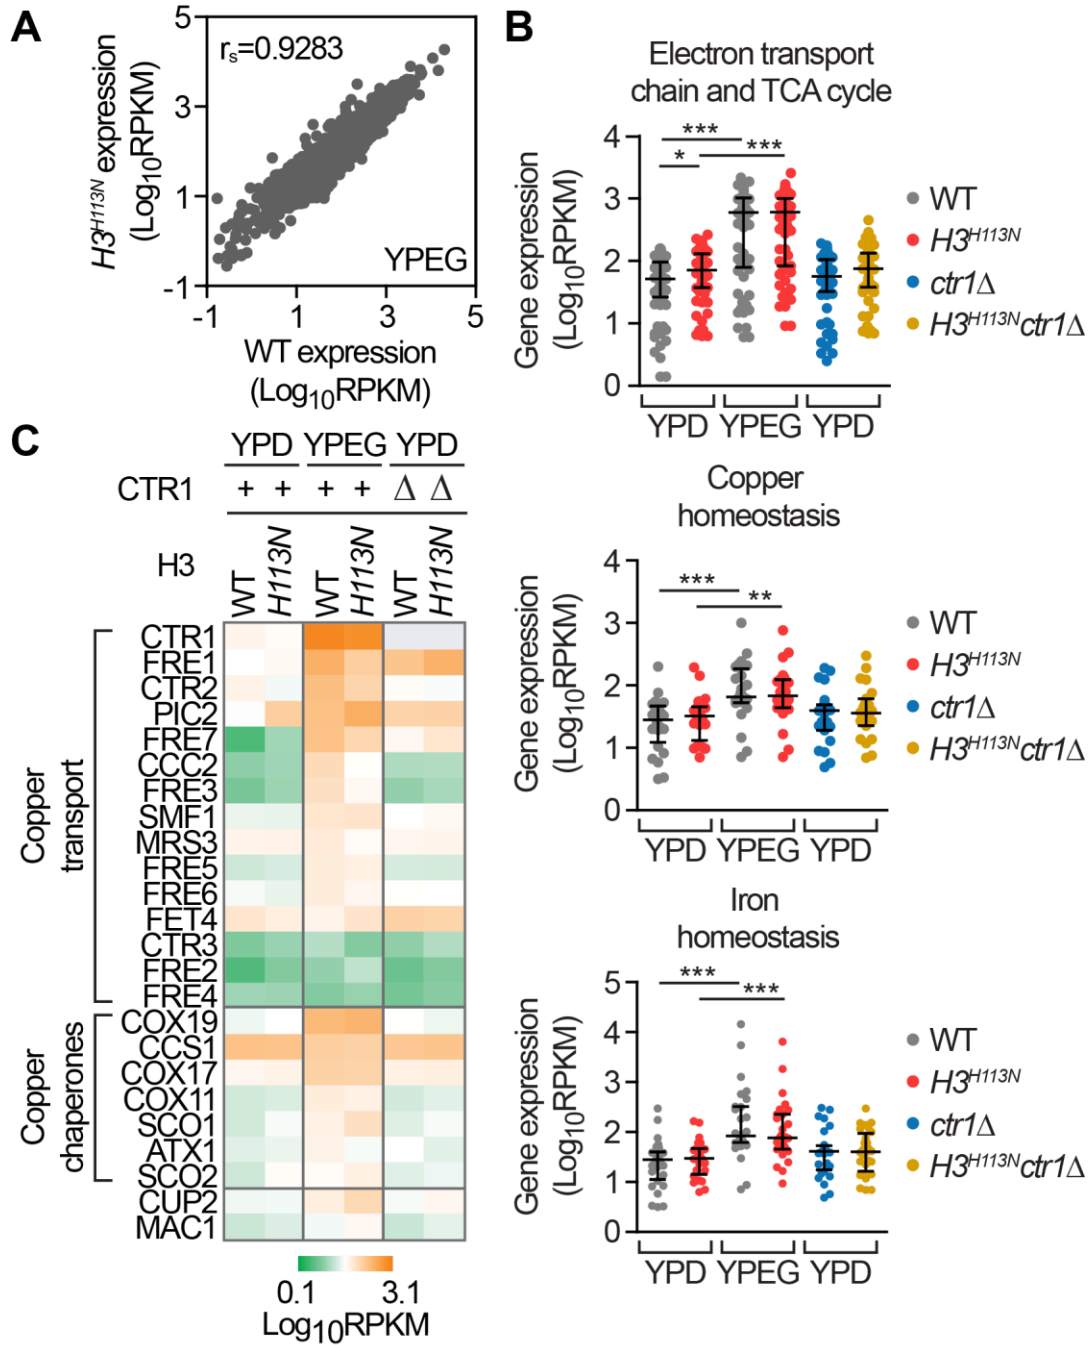 A
5
3
1
-1
-1
1
3
5
r_s=0.9283
YPEG
H3^H113N expression
(Log10RPKM)
WT expression
(Log10RPKM)
B
Electron transport
chain and TCA cycle
Gene expression
(Log10RPKM)
4
3
2
1
0
***
*
***
YPD YPEG YPD
WT
H3^H113N
ctr1Δ
H3^H113N ctr1Δ
Copper
homeostasis
Gene expression
(Log10RPKM)
4
3
2
1
0
***
**
YPD YPEG YPD
WT
H3^H113N
ctr1Δ
H3^H113N ctr1Δ
Iron
homeostasis
Gene expression
(Log10RPKM)
5
4
3
2
1
0
***
***
YPD YPEG YPD
WT
H3^H113N
ctr1Δ
H3^H113N ctr1Δ
C
YPD YPEG YPD
CTR1 + + + + Δ Δ
H3 WT H113N WT H113N WT H113N
Copper
transport
CTR1
FRE1
CTR2
PIC2
FRE7
CCC2
FRE3
SMF1
MRS3
FRE5
FRE6
FET4
CTR3
FRE2
FRE4
Copper
chaperones
COX19
CCS1
COX17
COX11
SCO1
ATX1
SCO2
CUP2
MAC1
0.1 3.1
Log10RPKM